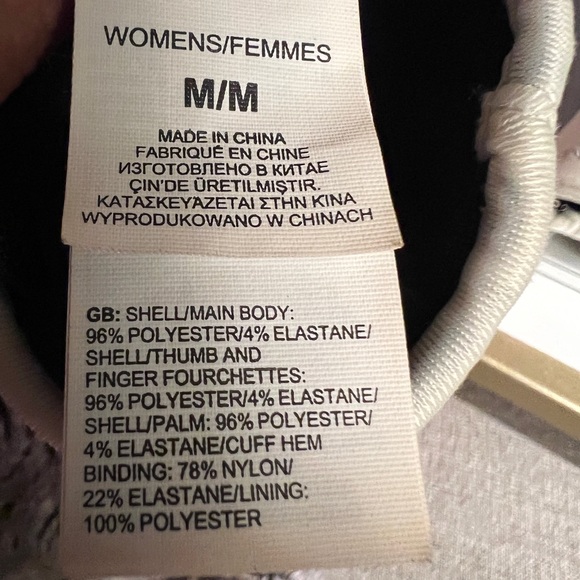 WOMENS/FEMMES
M/M
MADE IN CHINA
FABRIQUÉ EN CHINE
ИЗГОТОВЛЕНО В КИТАЕ
ÇIN'DE ÜRETILMIŞTIR.
ΚΑΤΑΣΚΕΥΆΖΕΤΑΙ ΣΤΗΝ ΚΙΝΑ
WYPRODUKOWANO W CHINACH
GB: SHELL/MAIN BODY:
96% POLYESTER/4% ELASTANE/
SHELL/THUMB AND
FINGER FOURCHETTES:
96% POLYESTER/4% ELASTANE/
SHELL/PALM: 96% POLYESTER/
4% ELASTANE/CUFF HEM
BINDING: 78% NYLON/
22% ELASTANE/LINING:
100% POLYESTER